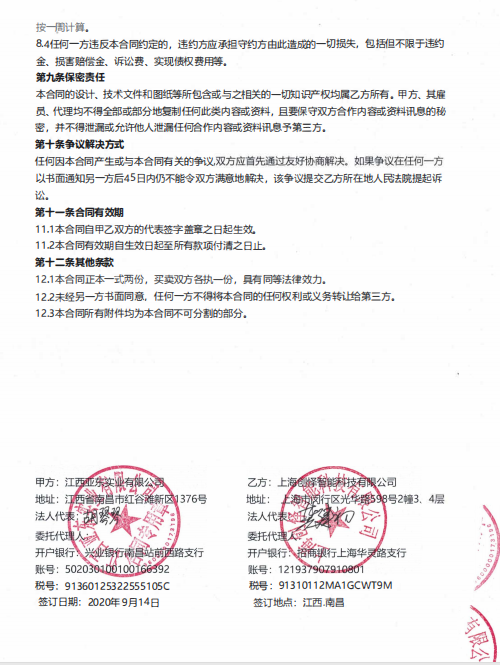 按一周计算。
8.4任何一方违反本合同约定的，违约方应承担守约方由此造成的一切损失，包括但不限于违约
金、损害赔偿金、诉讼费、实现债权费用等。
第九条保密责任
本合同的设计、技术文件和图纸等所包含或与之相关的一切知识产权均属乙方所有。甲方、其雇
员、代理均不得全部或部分地复制任何此类内容或资料，且要保守双方合作内容或资料讯息的秘
密，并不得泄漏或允许他人泄漏任何合作内容或资料讯息予第三方。
第十条争议解决方式
任何因本合同产生或与本合同有关的争议,双方应首先通过友好协商解决。如果争议在任何一方
以书面通知另一方后45日内仍不能令双方满意地解决，该争议提交乙方所在地人民法院提起诉
讼。
第十一条合同有效期
11.1本合同自甲乙双方的代表签字盖章之日起生效。
11.2本合同有效期自生效日起至所有款项付清之日止。
第十二条其他条款
12.1本合同正本一式两份，买卖双方各执一份，具有同等法律效力。
12.2未经另一方书面同意，任何一方不得将本合同的任何权利或义务转让给第三方。
12.3本合同所有附件均为本合同不可分割的部分。
甲方：江西亚东实业有限公司
乙方：上海创怿智能科技有限公司
地址：江西省南昌市红谷滩新区1376号
地址： 上海市闵行区光华路598号2幢3、4层
法人代表：
法人代表：
委托代理人：
委托代理人：
开户银行：兴业银行南昌站前西路支行
开户银行：招商银行上海华灵路支行
账号：502030100100166392
账号：121937907910801
税号：91360125322555105C
税号：91310112MA1GCWT9M
签订日期：2020年9月14日
签订地点：江西.南昌
有限公